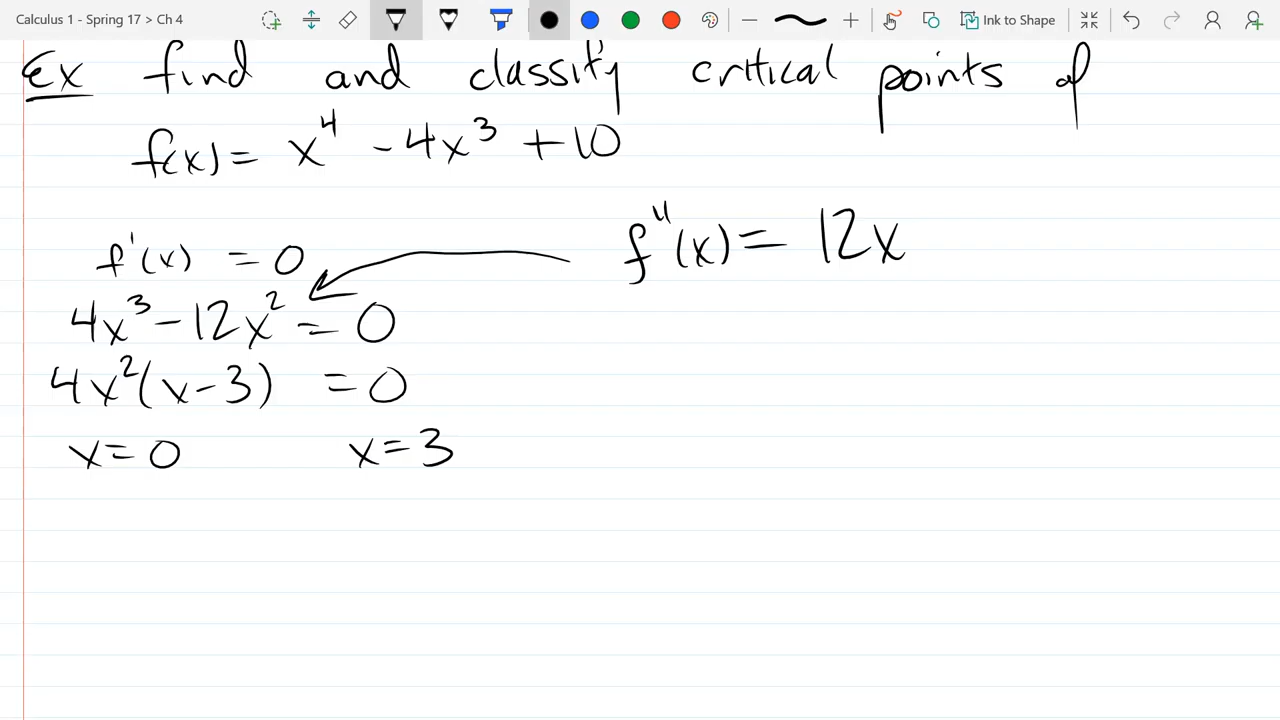 Calculus 1 - Spring 17 > Ch 4
Ink to Shape
Ex find and classify critical points of
f(x) = x⁴ - 4x³ + 10
f'(x) = 0
f''(x) = 12x
4x³ - 12x² = 0
4x²(x - 3) = 0
x = 0 x = 3